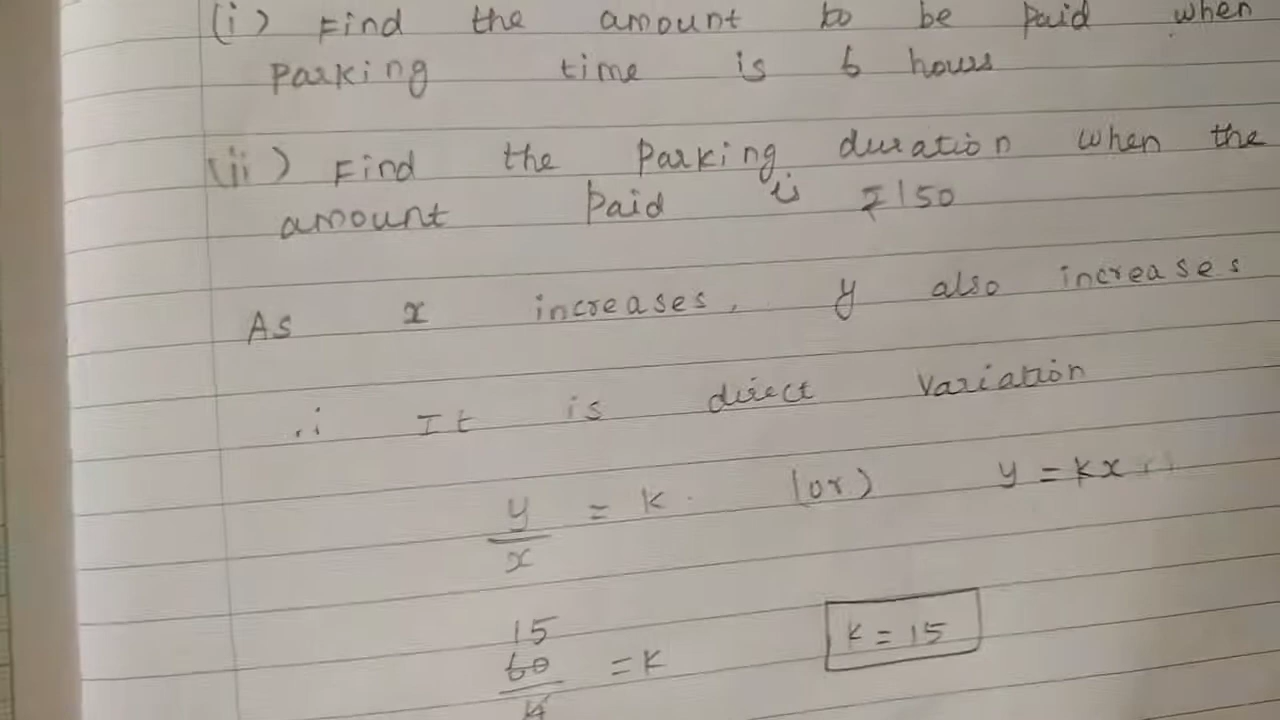 (i) Find the amount to be paid when
parking time is 6 hours
(ii) Find the parking duration when the
amount paid is ₹150
As x increases, y also increases
∴ It is direct variation
y/x = k. (or) y = kx
15
60/4 = k k = 15